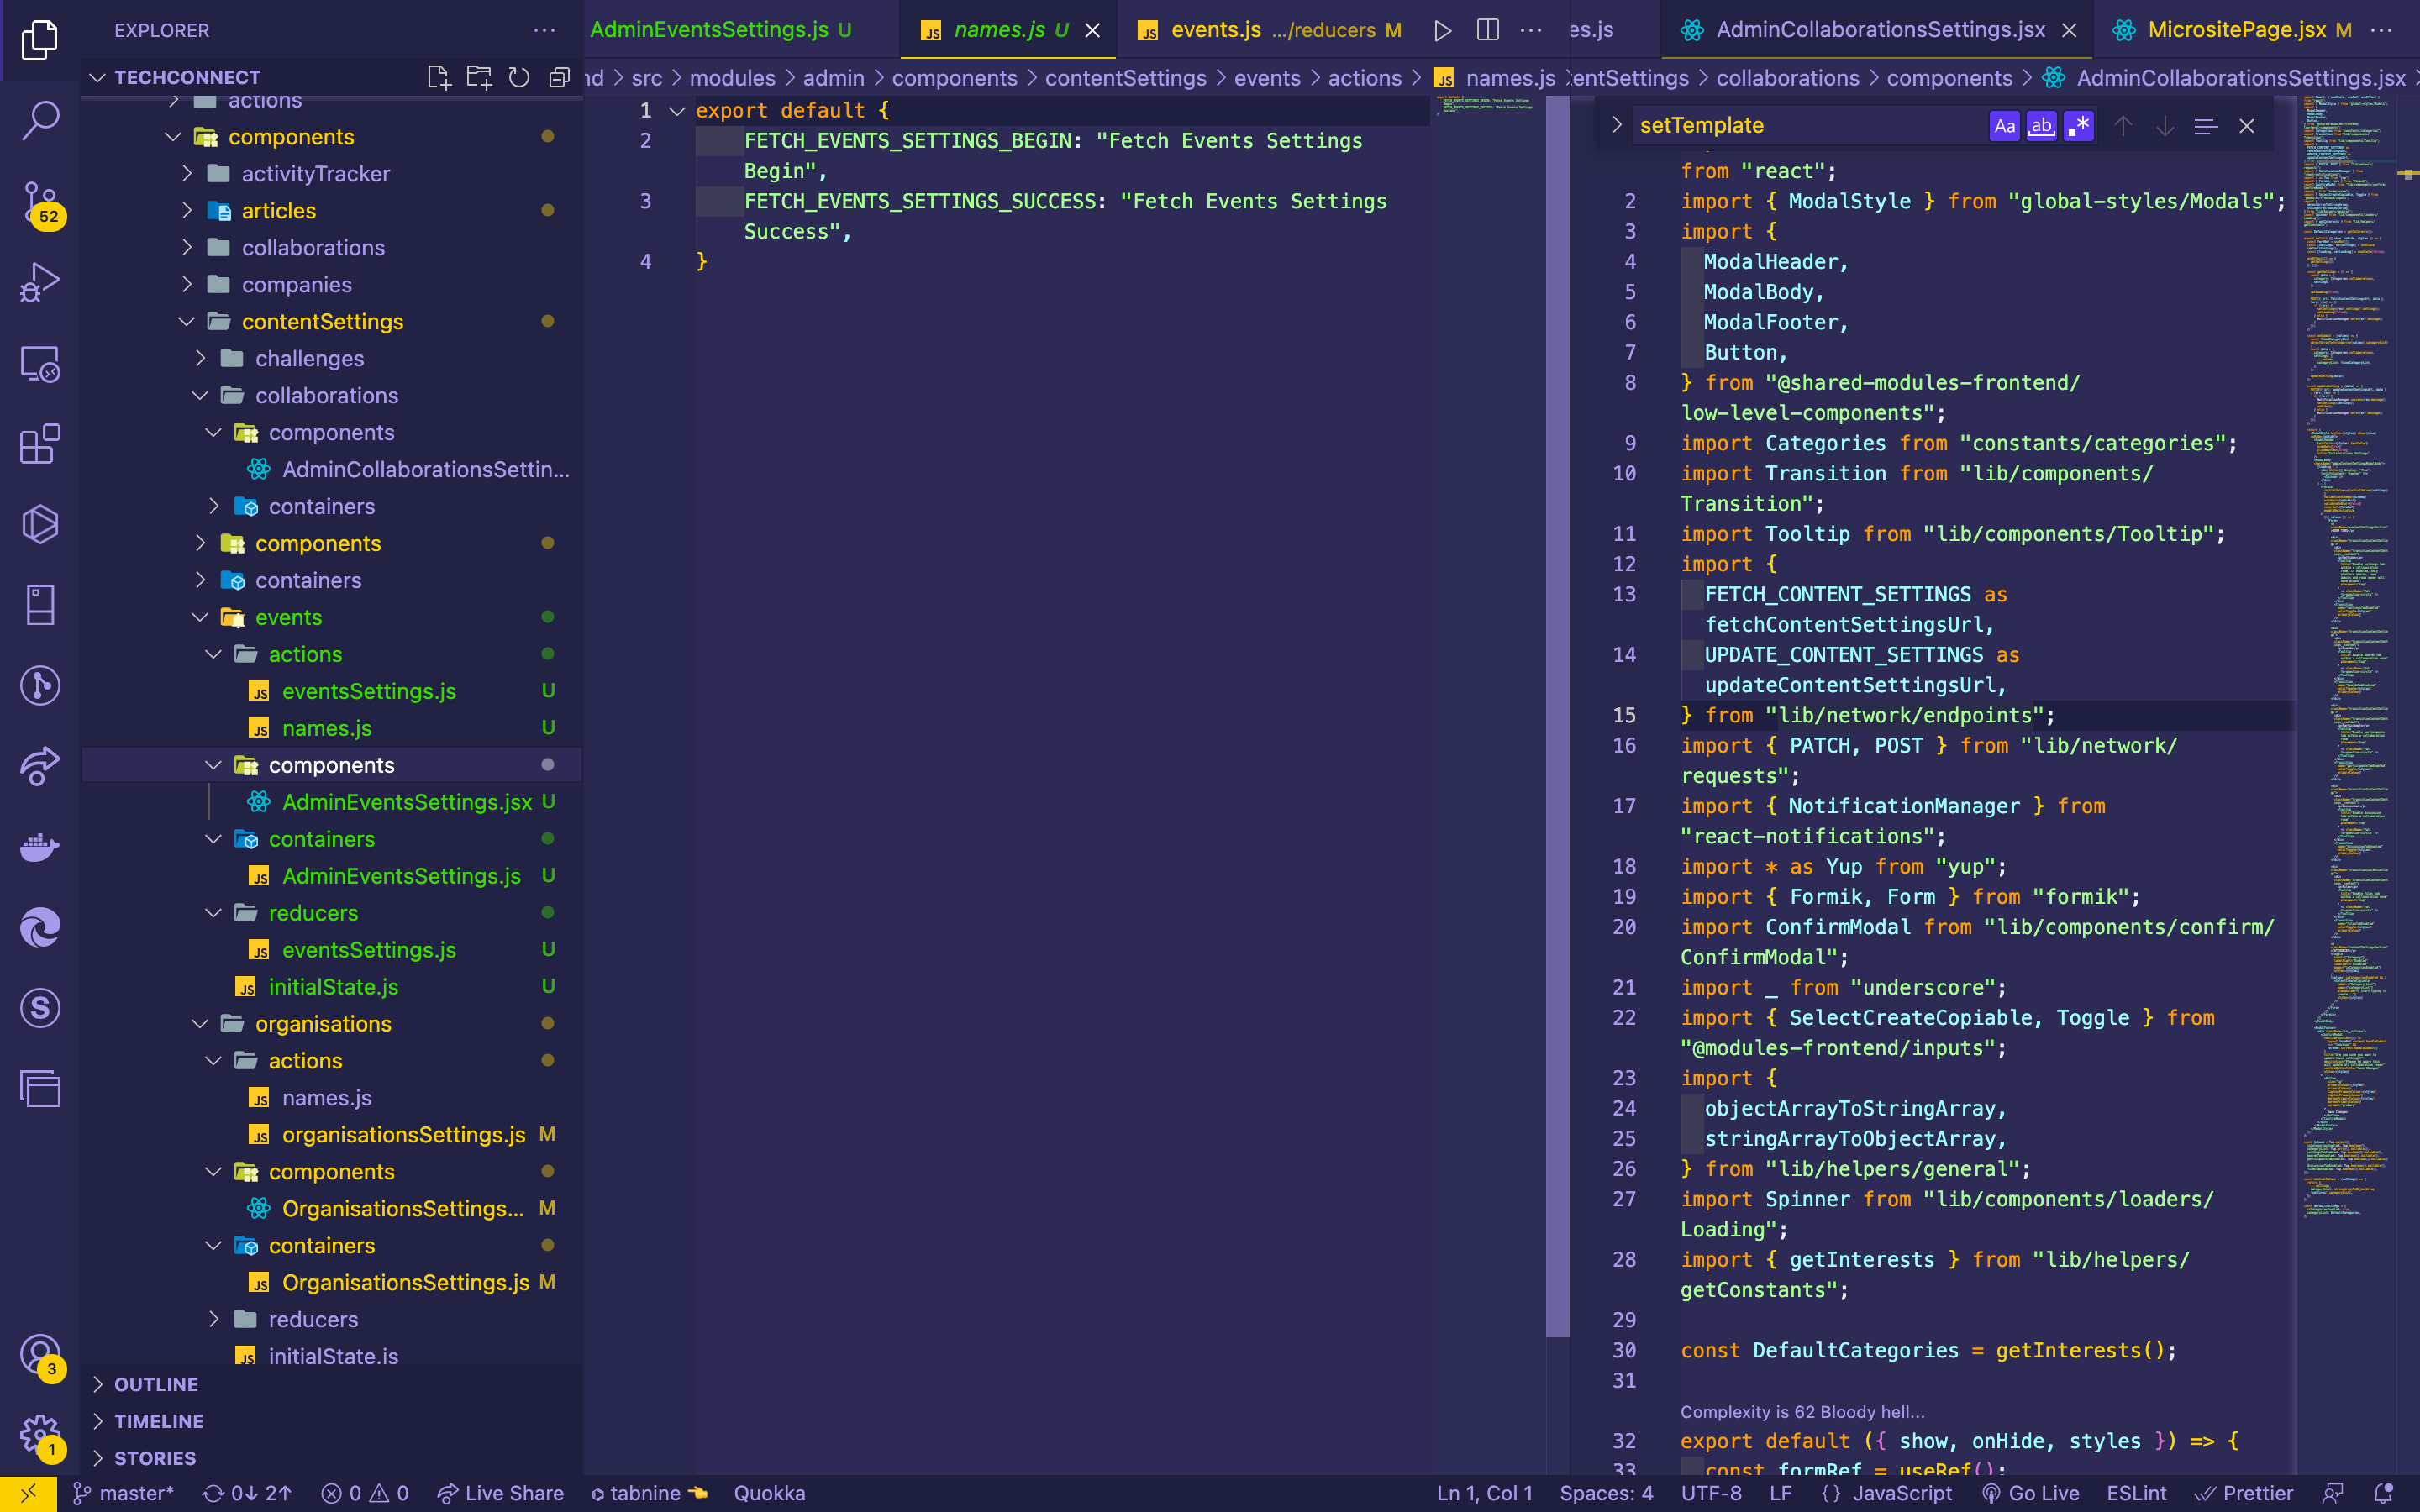 EXPLORER
TECHCONNECT
actions
components
activityTracker
articles
collaborations
companies
contentSettings
challenges
collaborations
components
AdminCollaborationsSettin...
containers
components
containers
events
actions
eventsSettings.js U
names.js U
components
AdminEventsSettings.jsx U
containers
AdminEventsSettings.js U
reducers
eventsSettings.js U
initialState.js U
organisations
actions
names.js
organisationsSettings.js M
components
OrganisationsSettings... M
containers
OrganisationsSettings.js M
reducers
initialState.js
OUTLINE
TIMELINE
STORIES
52
3
1
AdminEventsSettings.js U
names.js U
events.js .../reducers M
nd > src > modules > admin > components > contentSettings > events > actions > names.js
1 export default {
2 FETCH_EVENTS_SETTINGS_BEGIN: "Fetch Events Settings
Begin",
3 FETCH_EVENTS_SETTINGS_SUCCESS: "Fetch Events Settings
Success",
4 }
es.js
AdminCollaborationsSettings.jsx
MicrositePage.jsx M
entSettings > collaborations > components > AdminCollaborationsSettings.jsx
setTemplate
Aa ab .*
from "react";
2 import { ModalStyle } from "global-styles/Modals";
3 import {
4 ModalHeader,
5 ModalBody,
6 ModalFooter,
7 Button,
8 } from "@shared-modules-frontend/
low-level-components";
9 import Categories from "constants/categories";
10 import Transition from "lib/components/
Transition";
11 import Tooltip from "lib/components/Tooltip";
12 import {
13 FETCH_CONTENT_SETTINGS as
fetchContentSettingsUrl,
14 UPDATE_CONTENT_SETTINGS as
updateContentSettingsUrl,
15 } from "lib/network/endpoints";
16 import { PATCH, POST } from "lib/network/
requests";
17 import { NotificationManager } from
"react-notifications";
18 import * as Yup from "yup";
19 import { Formik, Form } from "formik";
20 import ConfirmModal from "lib/components/confirm/
ConfirmModal";
21 import _ from "underscore";
22 import { SelectCreateCopiable, Toggle } from
"@modules-frontend/inputs";
23 import {
24 objectArrayToStringArray,
25 stringArrayToObjectArray,
26 } from "lib/helpers/general";
27 import Spinner from "lib/components/loaders/
Loading";
28 import { getInterests } from "lib/helpers/
getConstants";
29
30 const DefaultCategories = getInterests();
31
Complexity is 62 Bloody hell...
32 export default ({ show, onHide, styles }) => {
33 const formRef = useRef();
master* 0↓ 2↑ 0 0 Live Share tabnine Quokka
Ln 1, Col 1 Spaces: 4 UTF-8 LF {} JavaScript Go Live ESLint Prettier